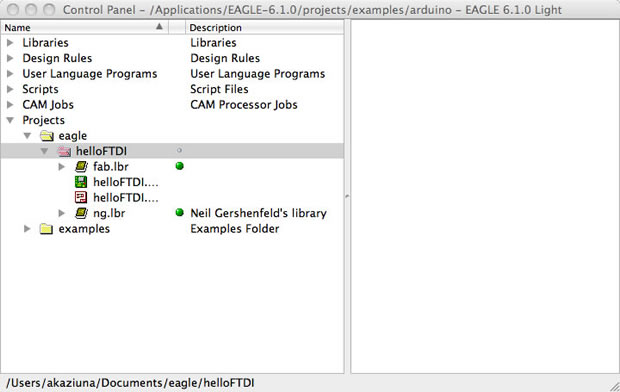 Control Panel – /Applications/EAGLE-6.1.0/projects/examples/arduino – EAGLE 6.1.0 Light
Name Description
Libraries Libraries
Design Rules Design Rules
User Language Programs User Language Programs
Scripts Script Files
CAM Jobs CAM Processor Jobs
Projects
eagle
helloFTDI
fab.lbr
helloFTDI....
helloFTDI....
ng.lbr Neil Gershenfeld's library
examples Examples Folder
/Users/akaziuna/Documents/eagle/helloFTDI